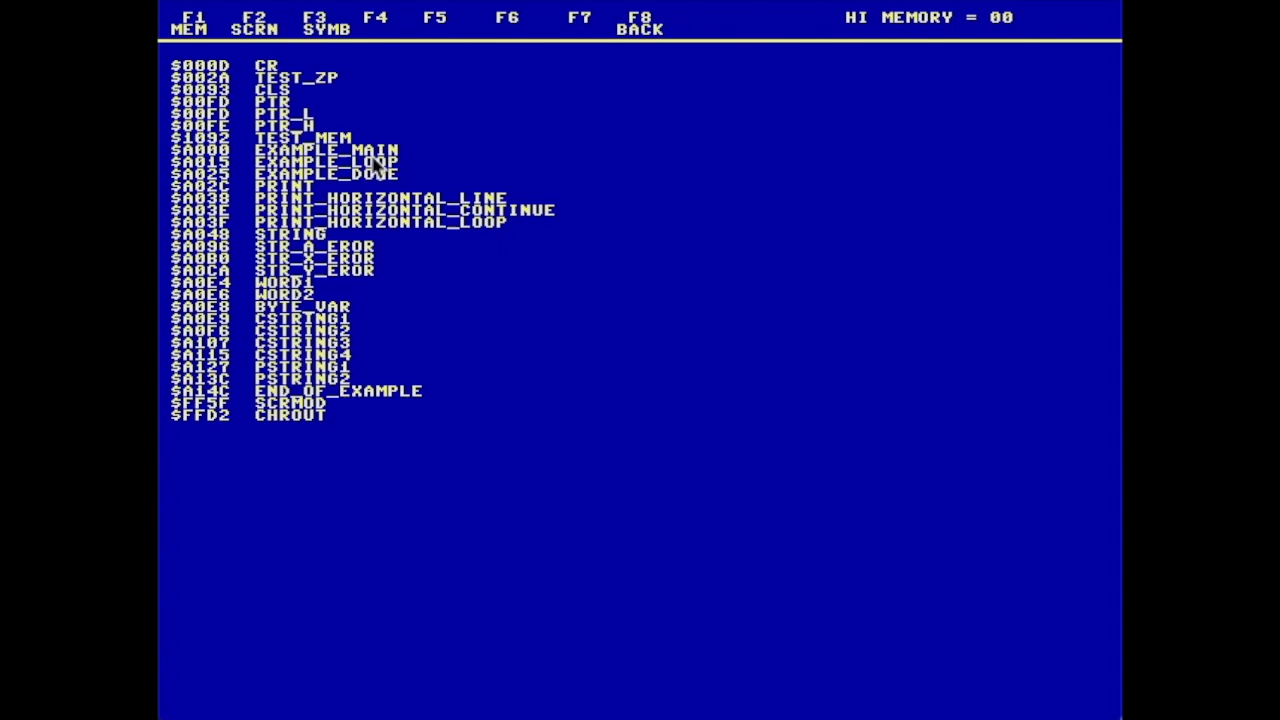 F1 F2 F3 F4 F5 F6 F7 F8 HI MEMORY = 00
MEM SCRN SYMB BACK
$000D CR
$002A TEST_ZP
$0093 CLS
$00FD PTR
$00FD PTR_L
$00FE PTR_H
$1092 TEST_MEM
$A000 EXAMPLE_MAIN
$A015 EXAMPLE_LOOP
$A025 EXAMPLE_DONE
$A02C PRINT
$A038 PRINT_HORIZONTAL_LINE
$A03E PRINT_HORIZONTAL_CONTINUE
$A03F PRINT_HORIZONTAL_LOOP
$A048 STRING
$A096 STR_A_EROR
$A0B0 STR_X_EROR
$A0CA STR_Y_EROR
$A0E4 WORD1
$A0E6 WORD2
$A0E8 BYTE_VAR
$A0E9 CSTRING1
$A0F6 CSTRING2
$A107 CSTRING3
$A115 CSTRING4
$A127 PSTRING1
$A13C PSTRING2
$A14C END_OF_EXAMPLE
$FF5F SCRMOD
$FFD2 CHROUT